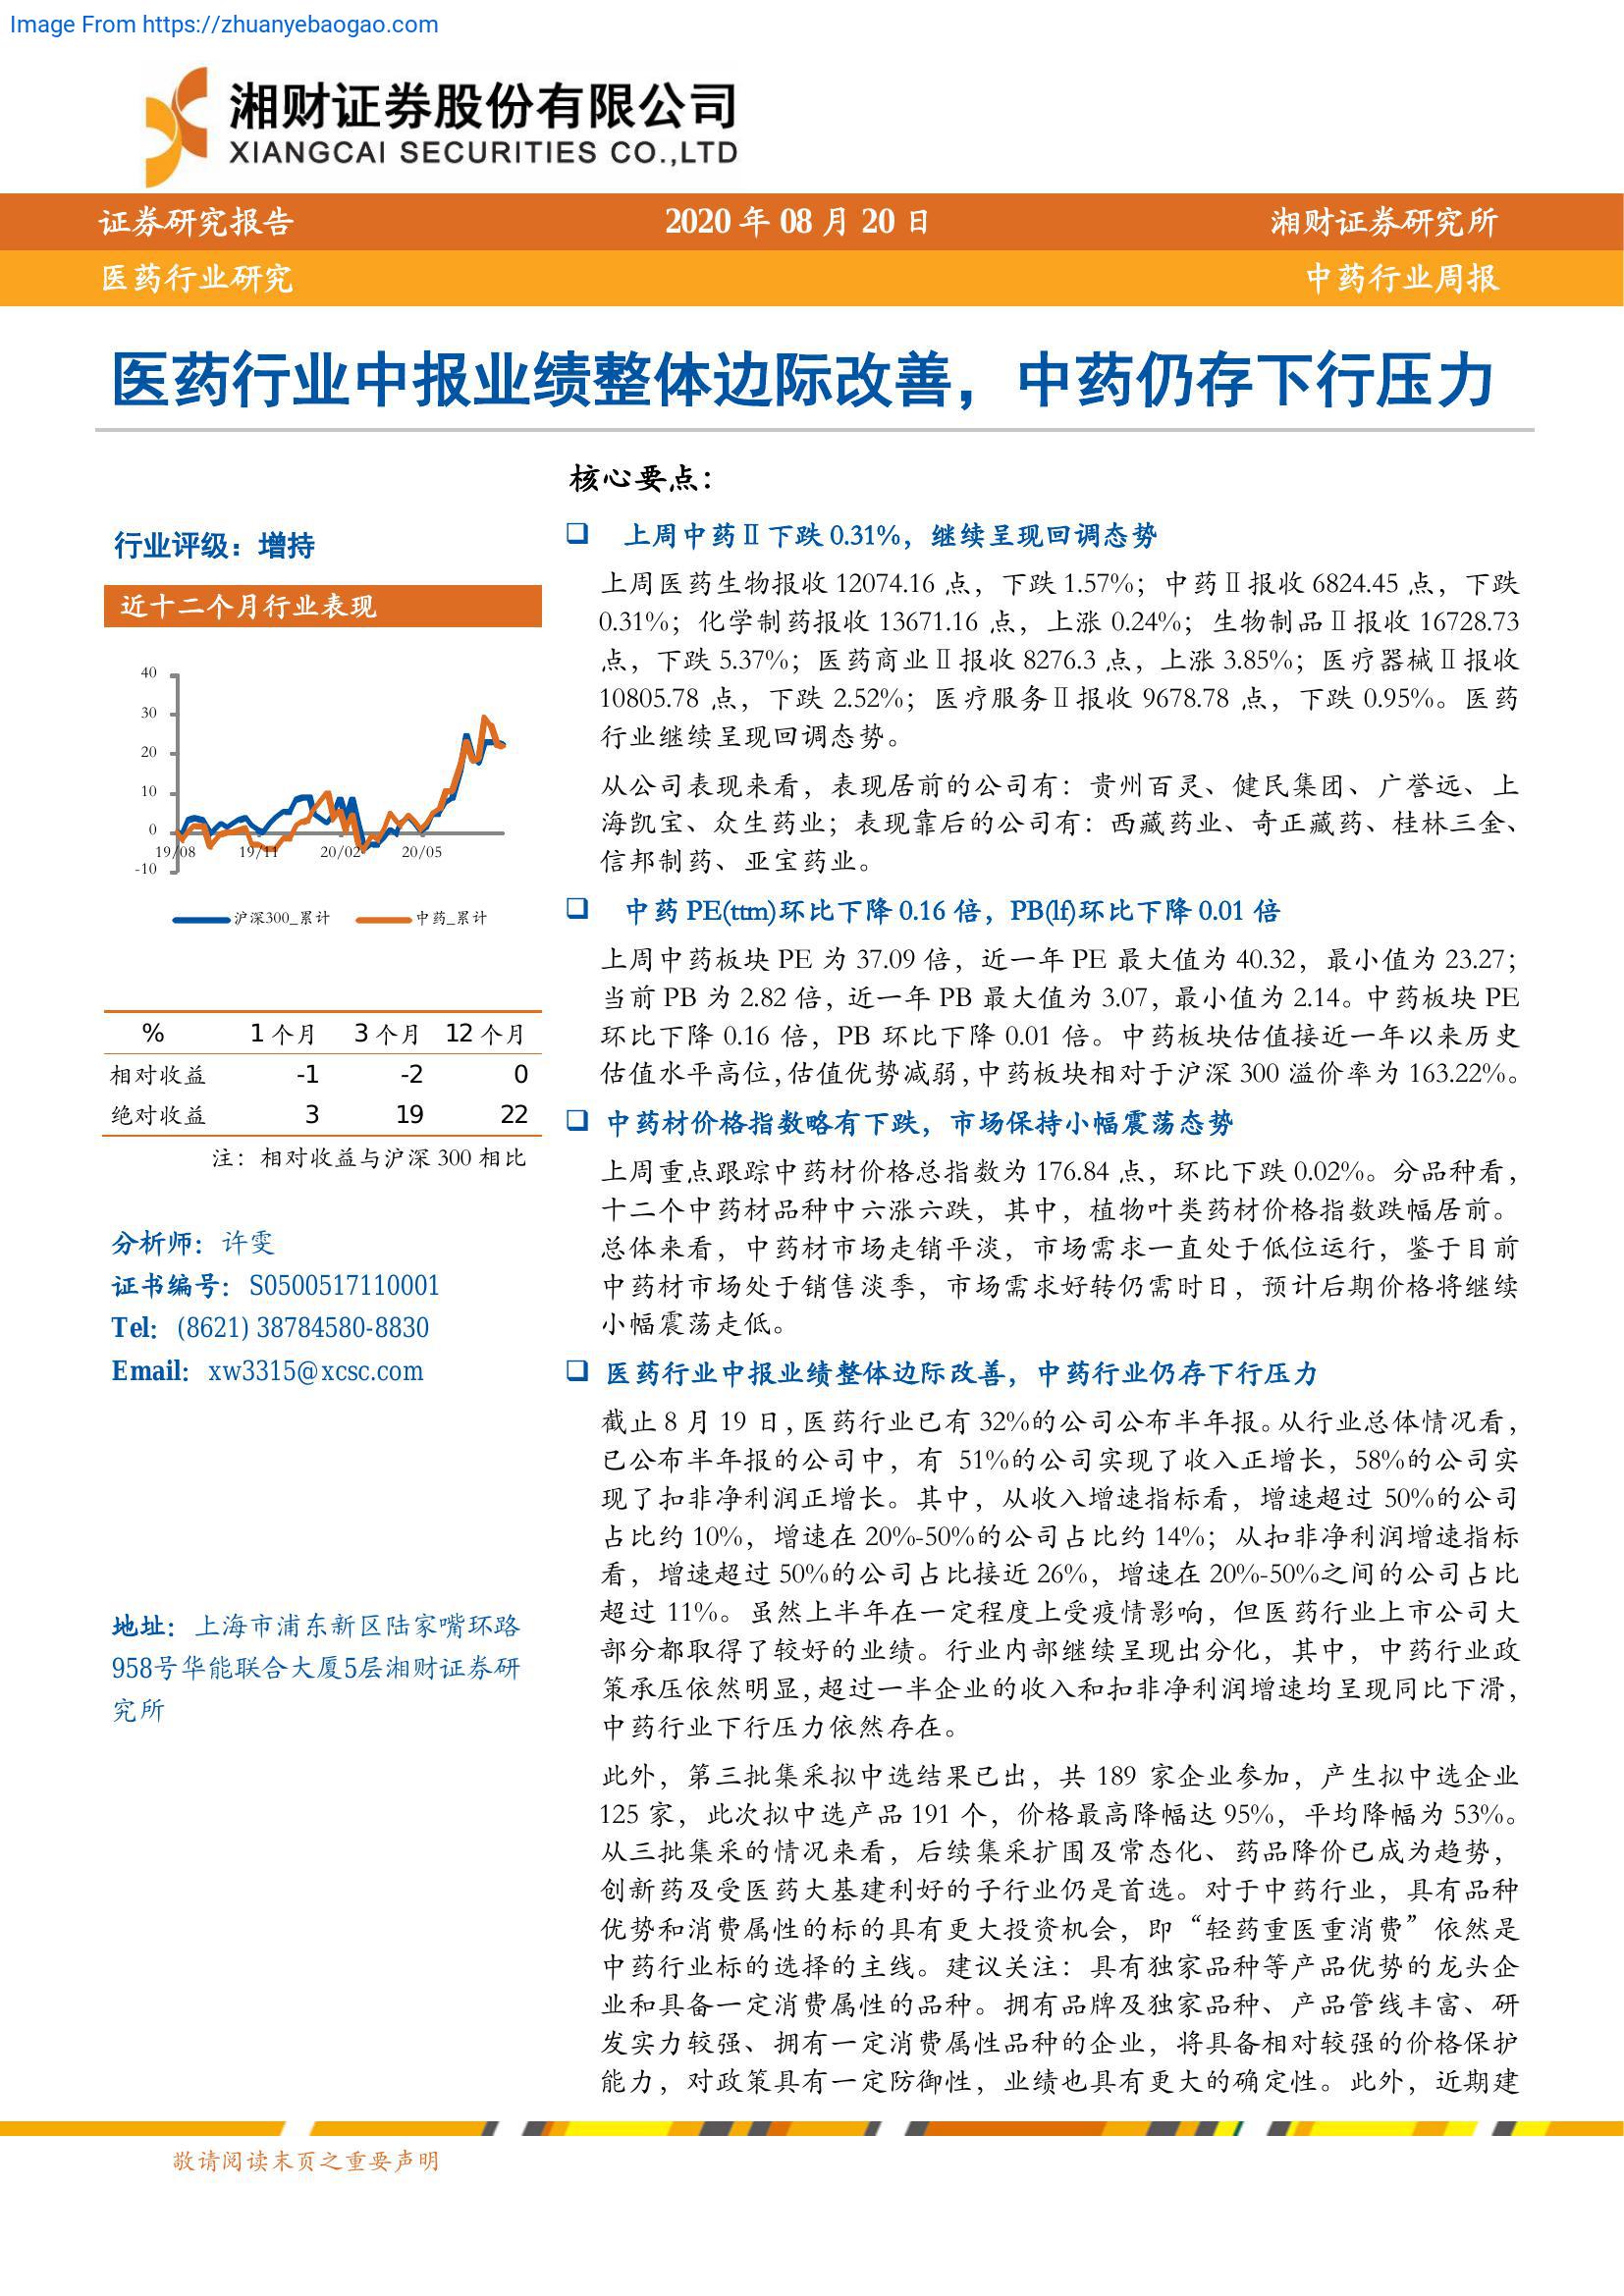 Image From https://zhuanyebaogao.com
湘财证券股份有限公司
XIANGCAI SECURITIES CO.,LTD
证券研究报告 2020 年 08 月 20 日 湘财证券研究所
医药行业研究 中药行业周报
医药行业中报业绩整体边际改善，中药仍存下行压力
行业评级：增持
近十二个月行业表现
40
30
20
10
0
-10
19/08 19/11 20/02 20/05
沪深300_累计 中药_累计
% 1 个月 3 个月 12 个月
相对收益 -1 -2 0
绝对收益 3 19 22
注：相对收益与沪深 300 相比
分析师：许雯
证书编号：S0500517110001
Tel：(8621) 38784580-8830
Email：xw3315@xcsc.com
地址：上海市浦东新区陆家嘴环路
958号华能联合大厦5层湘财证券研
究所
核心要点：
❑ 上周中药Ⅱ下跌 0.31%，继续呈现回调态势
上周医药生物报收 12074.16 点，下跌 1.57%；中药Ⅱ报收 6824.45 点，下跌
0.31%；化学制药报收 13671.16 点，上涨 0.24%；生物制品Ⅱ报收 16728.73
点，下跌 5.37%；医药商业Ⅱ报收 8276.3 点，上涨 3.85%；医疗器械Ⅱ报收
10805.78 点，下跌 2.52%；医疗服务Ⅱ报收 9678.78 点，下跌 0.95%。医药
行业继续呈现回调态势。
从公司表现来看，表现居前的公司有：贵州百灵、健民集团、广誉远、上
海凯宝、众生药业；表现靠后的公司有：西藏药业、奇正藏药、桂林三金、
信邦制药、亚宝药业。
❑ 中药 PE(ttm)环比下降 0.16 倍，PB(lf)环比下降 0.01 倍
上周中药板块 PE 为 37.09 倍，近一年 PE 最大值为 40.32，最小值为 23.27；
当前 PB 为 2.82 倍，近一年 PB 最大值为 3.07，最小值为 2.14。中药板块 PE
环比下降 0.16 倍，PB 环比下降 0.01 倍。中药板块估值接近一年以来历史
估值水平高位，估值优势减弱，中药板块相对于沪深 300 溢价率为 163.22%。
❑ 中药材价格指数略有下跌，市场保持小幅震荡态势
上周重点跟踪中药材价格总指数为 176.84 点，环比下跌 0.02%。分品种看，
十二个中药材品种中六涨六跌，其中，植物叶类药材价格指数跌幅居前。
总体来看，中药材市场走销平淡，市场需求一直处于低位运行，鉴于目前
中药材市场处于销售淡季，市场需求好转仍需时日，预计后期价格将继续
小幅震荡走低。
❑ 医药行业中报业绩整体边际改善，中药行业仍存下行压力
截止 8 月 19 日，医药行业已有 32%的公司公布半年报。从行业总体情况看，
已公布半年报的公司中，有 51%的公司实现了收入正增长，58%的公司实
现了扣非净利润正增长。其中，从收入增速指标看，增速超过 50%的公司
占比约 10%，增速在 20%-50%的公司占比约 14%；从扣非净利润增速指标
看，增速超过 50%的公司占比接近 26%，增速在 20%-50%之间的公司占比
超过 11%。虽然上半年在一定程度上受疫情影响，但医药行业上市公司大
部分都取得了较好的业绩。行业内部继续呈现出分化，其中，中药行业政
策承压依然明显，超过一半企业的收入和扣非净利润增速均呈现同比下滑，
中药行业下行压力依然存在。
此外，第三批集采拟中选结果已出，共 189 家企业参加，产生拟中选企业
125 家，此次拟中选产品 191 个，价格最高降幅达 95%，平均降幅为 53%。
从三批集采的情况来看，后续集采扩围及常态化、药品降价已成为趋势，
创新药及受医药大基建利好的子行业仍是首选。对于中药行业，具有品种
优势和消费属性的标的具有更大投资机会，即“轻药重医重消费”依然是
中药行业标的选择的主线。建议关注：具有独家品种等产品优势的龙头企
业和具备一定消费属性的品种。拥有品牌及独家品种、产品管线丰富、研
发实力较强、拥有一定消费属性品种的企业，将具备相对较强的价格保护
能力，对政策具有一定防御性，业绩也具有更大的确定性。此外，近期建
敬请阅读末页之重要声明